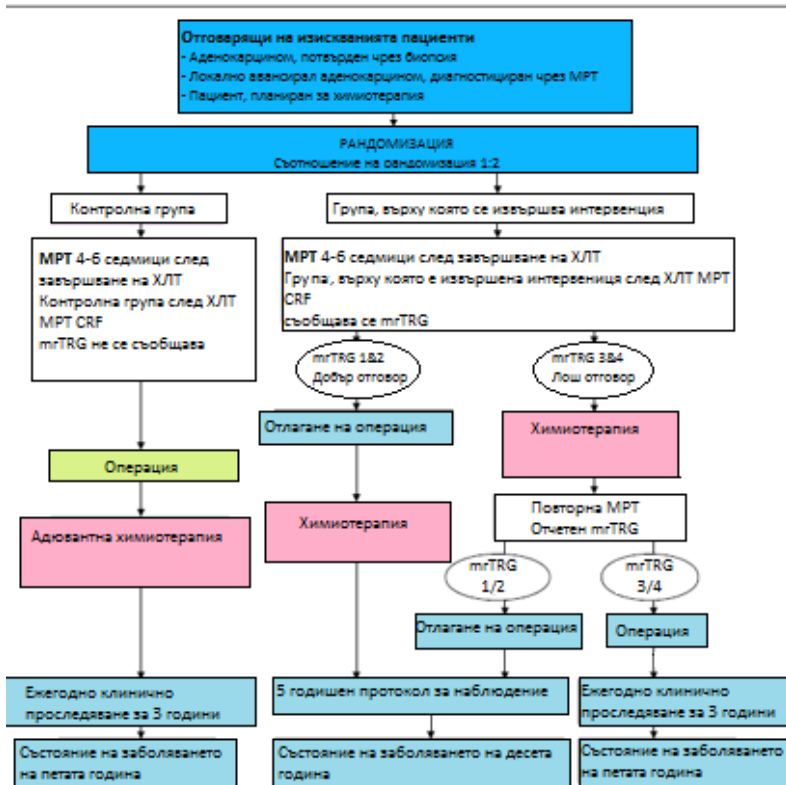 Отговарящи на изискванията пациенти
- Аденокарцином, потвърден чрез биопсия
- Локално авансирал аденокарцином, диагностициран чрез МРТ
- Пациент, планиран за химиотерапия
РАНДОМИЗАЦИЯ
Съотношение на рандомизация 1:2
Контролна група
Група, върху която се извършва интервенция
МРТ 4-6 седмици след
завършване на ХЛТ
Контролна група след ХЛТ
МРТ CRF
mrTRG не се съобщава
МРТ 4-6 седмици след завършване на ХЛТ
Група, върху която е извършена интервениця след ХЛТ МРТ
CRF
съобщава се mrTRG
mrTRG 1&2
Добър отговор
mrTRG 3&4
Лош отговор
Отлагане на операция
Химиотерапия
Операция
Адювантна химиотерапия
Химиотерапия
Повторна МРТ
Отчетен mrTRG
mrTRG
1/2
mrTRG
3/4
Отлагане на операция
Операция
Ежегодно клинично
проследяване за 3 години
5 годишен протокол за наблюдение
Ежегодно клинично
проследяване за 3 години
Състояние на заболяването
на петата година
Състояние на заболяването на десета
година
Състояние на заболяването
на петата година